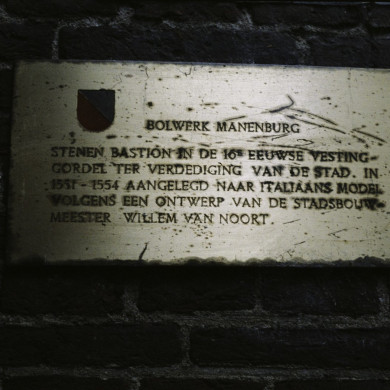 BOLWERK MANENBURG
STENEN BASTION IN DE 16e EEUWSE VESTING-
GORDEL TER VERDEDIGING VAN DE STAD. IN
1551 - 1554 AANGELEGD NAAR ITALIAANS MODEL
VOLGENS EEN ONTWERP VAN DE STADSBOUW-
MEESTER WILLEM VAN NOORT.